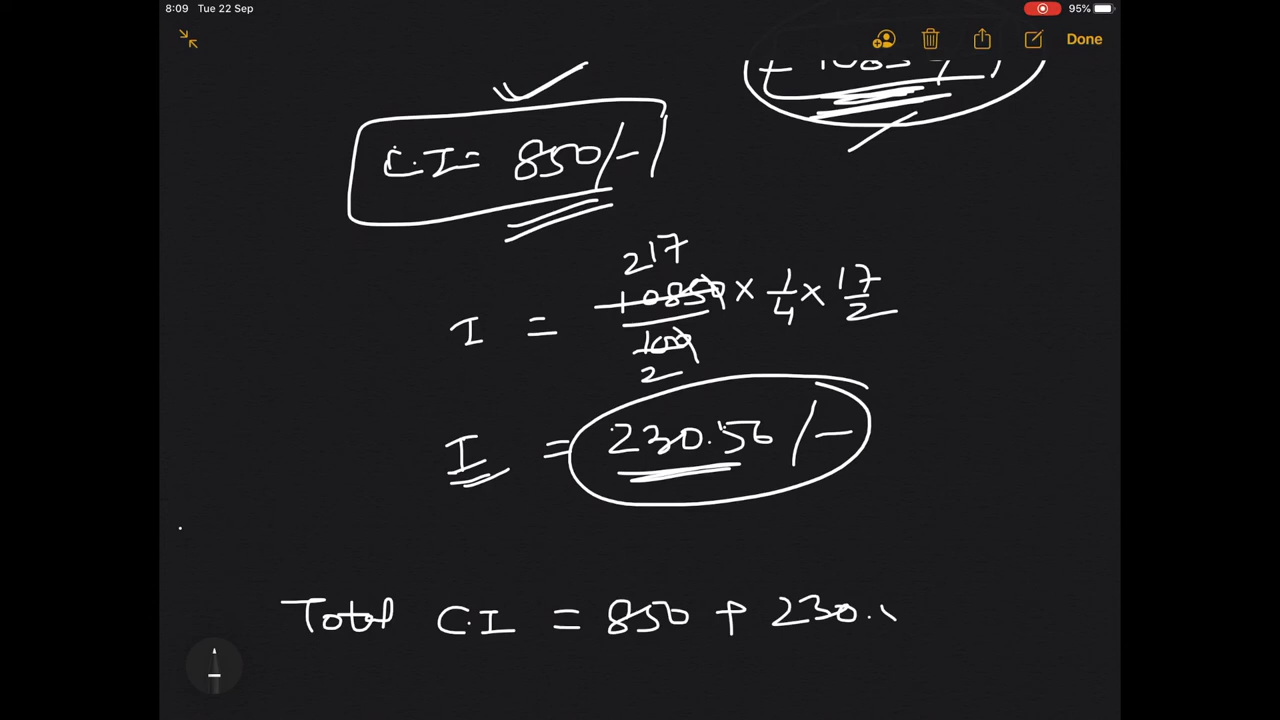 8:09 Tue 22 Sep 95%
Done
C.I = 850/-
217
I = 10850/100 × 1/4 × 17/2
2
I = 230.56/-
Total C.I = 850 + 230.